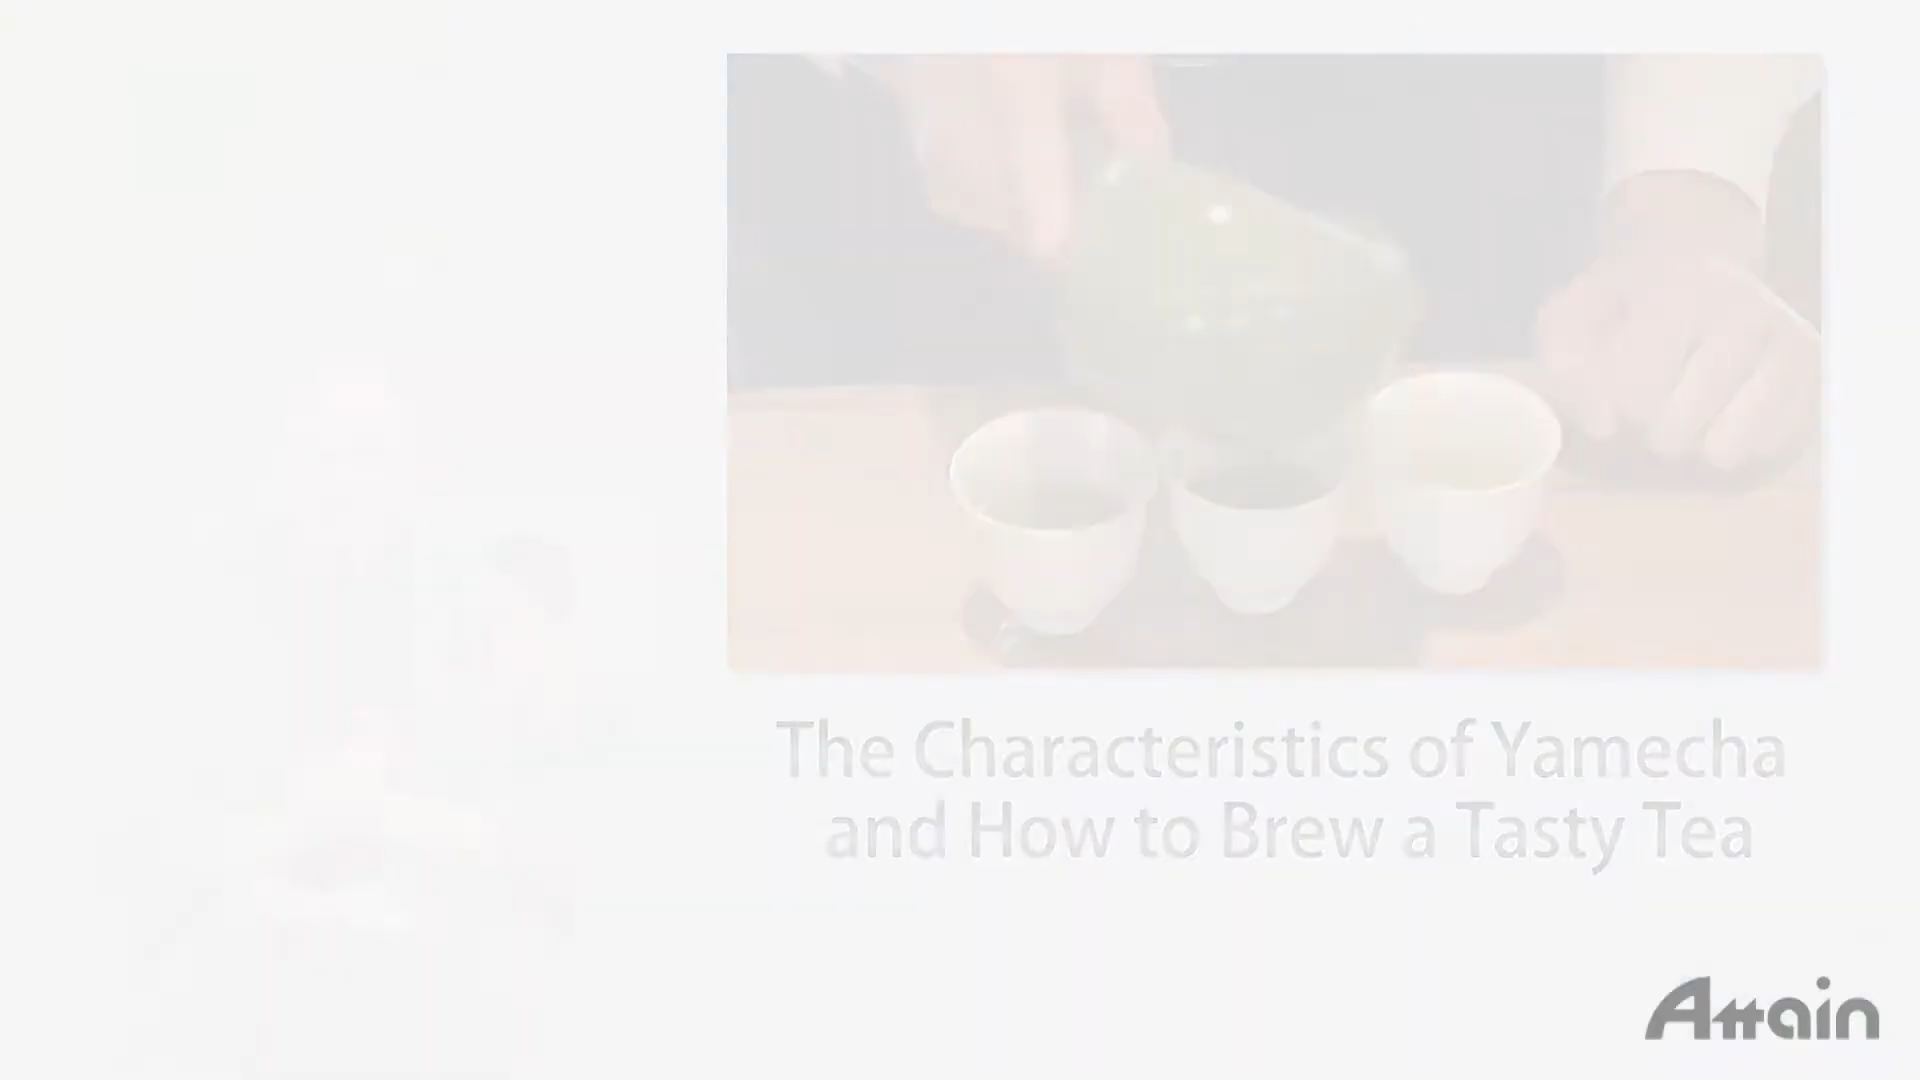 The Characteristics of Yamecha
and How to Brew a Tasty Tea
Attain